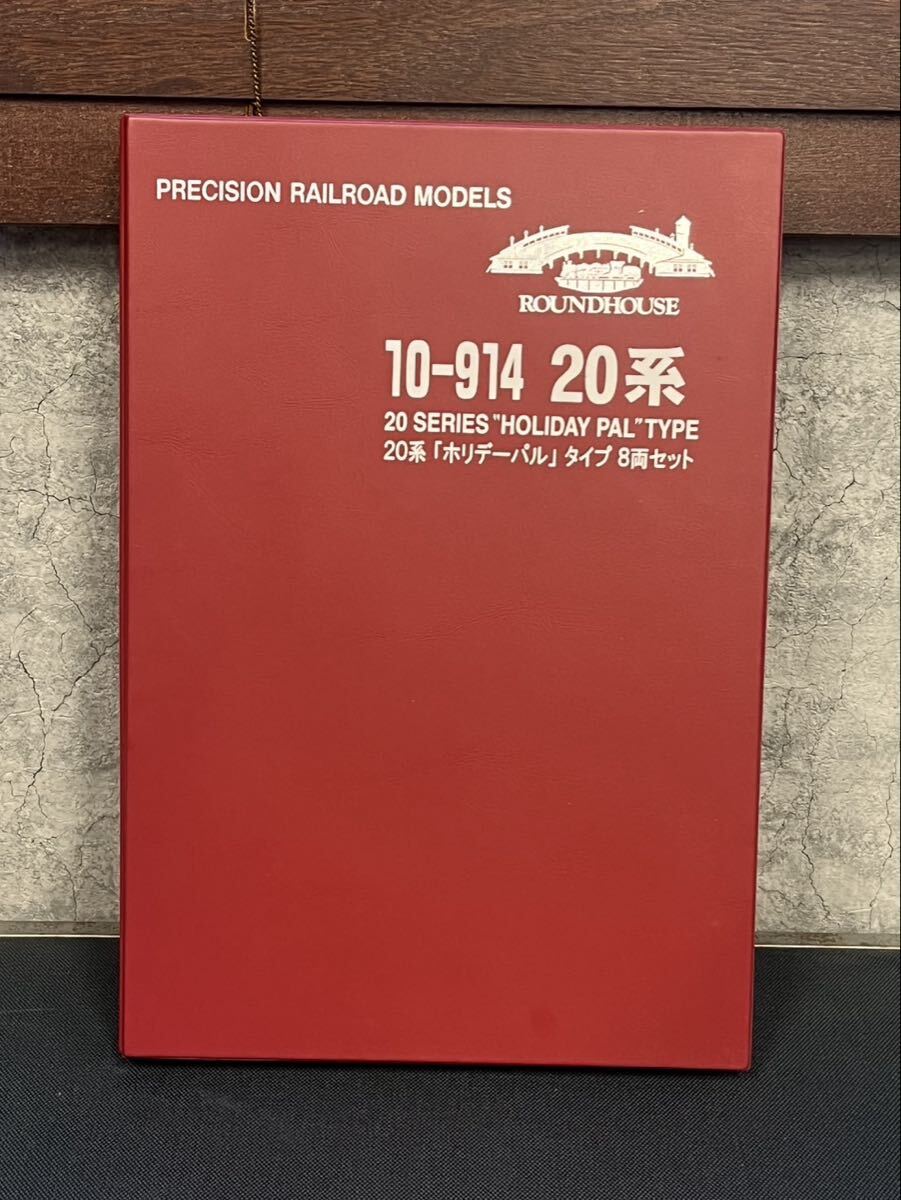 PRECISION RAILROAD MODELS
ROUNDHOUSE
10-914 20系
20 SERIES "HOLIDAY PAL" TYPE
20系「ホリデーパル」タイプ 8両セット